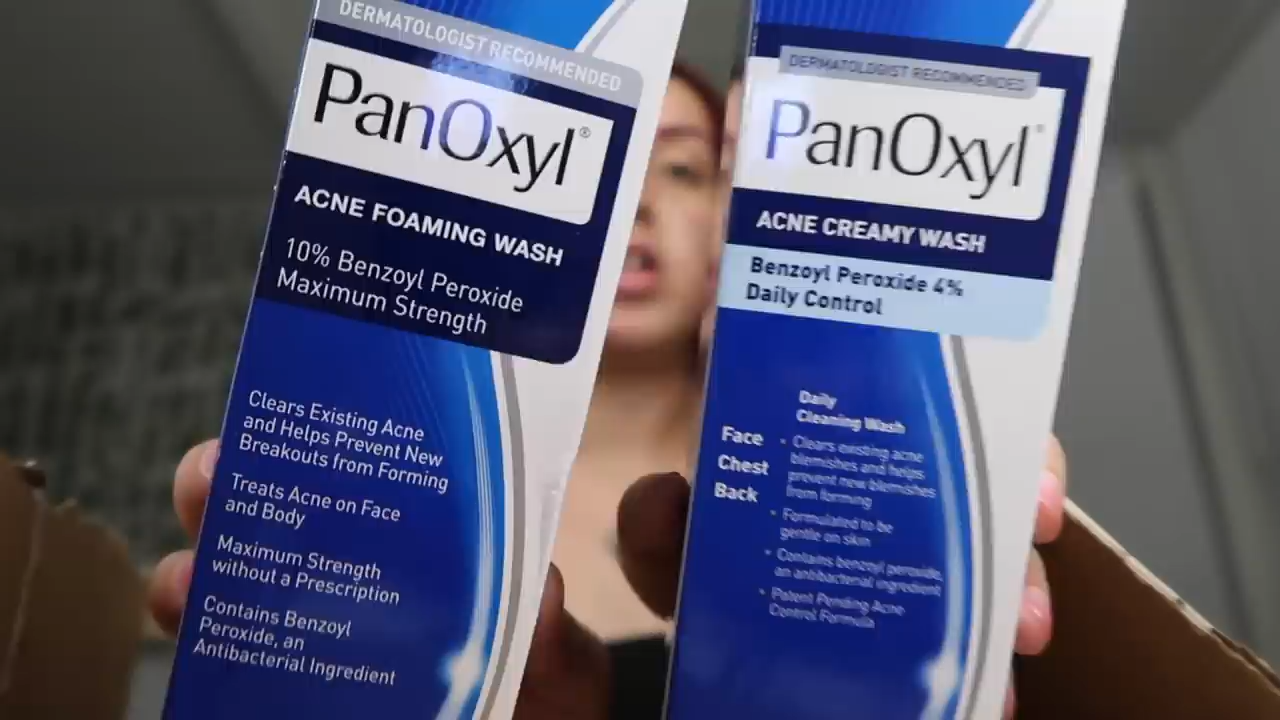 DERMATOLOGIST RECOMMENDED
PanOxyl®
ACNE FOAMING WASH
10% Benzoyl Peroxide
Maximum Strength
Clears Existing Acne
and Helps Prevent New
Breakouts from Forming
Treats Acne on Face
and Body
Maximum Strength
without a Prescription
Contains Benzoyl
Peroxide, an
Antibacterial Ingredient
DERMATOLOGIST RECOMMENDED
PanOxyl®
ACNE CREAMY WASH
Benzoyl Peroxide 4%
Daily Control
Face
Chest
Back
Daily
Cleaning Wash
• Clears existing acne
blemishes and helps
prevent new blemishes
from forming
• Formulated to be
gentle on skin
• Contains benzoyl peroxide,
an antibacterial ingredient
• Patent Pending Acne
Control Formula